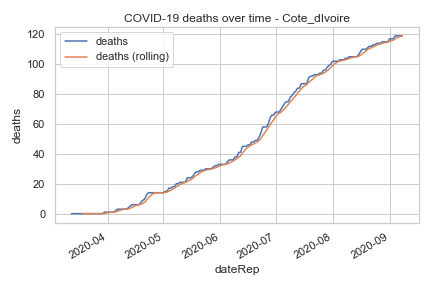 COVID-19 deaths over time - Cote_dIvoire
deaths
deaths (rolling)
120
100
80
60
40
20
0
deaths
2020-04
2020-05
2020-06
2020-07
2020-08
2020-09
dateRep